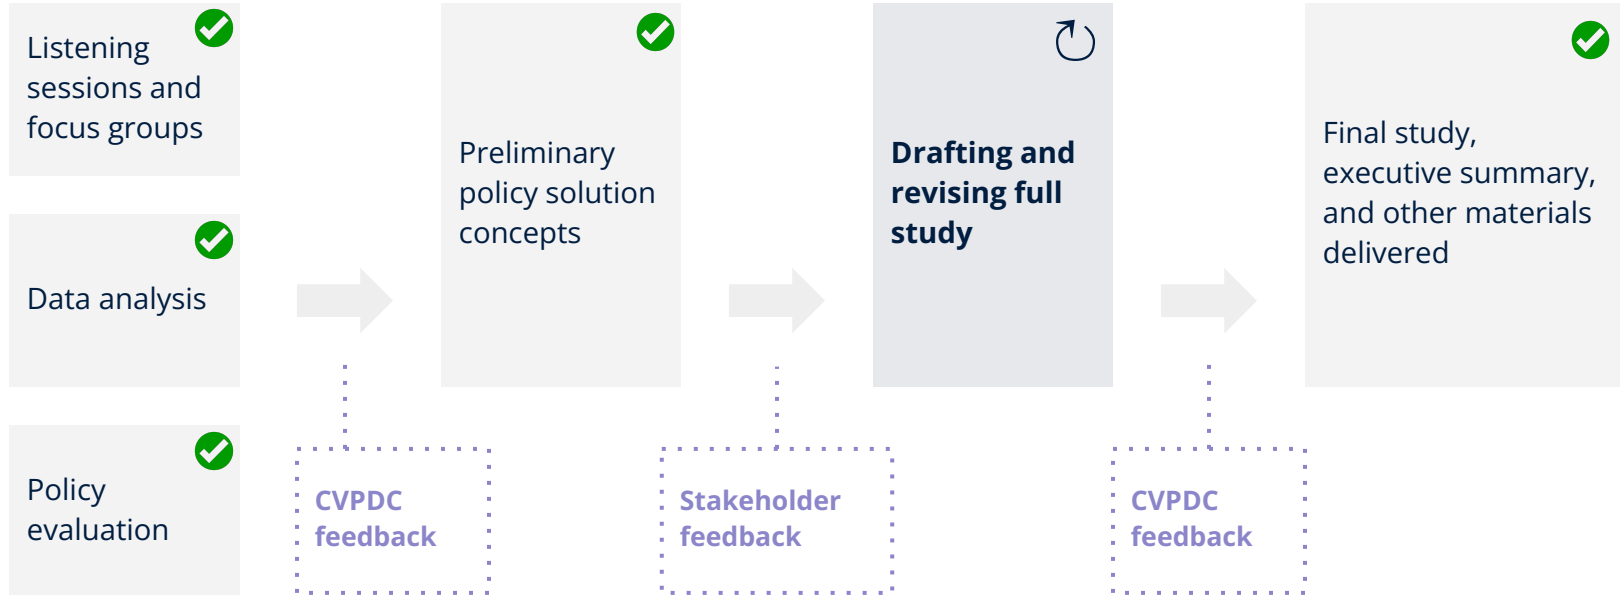 Listening
sessions and
focus groups
Data analysis
Policy
evaluation
CVPDC
feedback
Preliminary
policy solution
concepts
Stakeholder
feedback
Drafting and
revising full
study
CVPDC
feedback
Final study,
executive summary,
and other materials
delivered